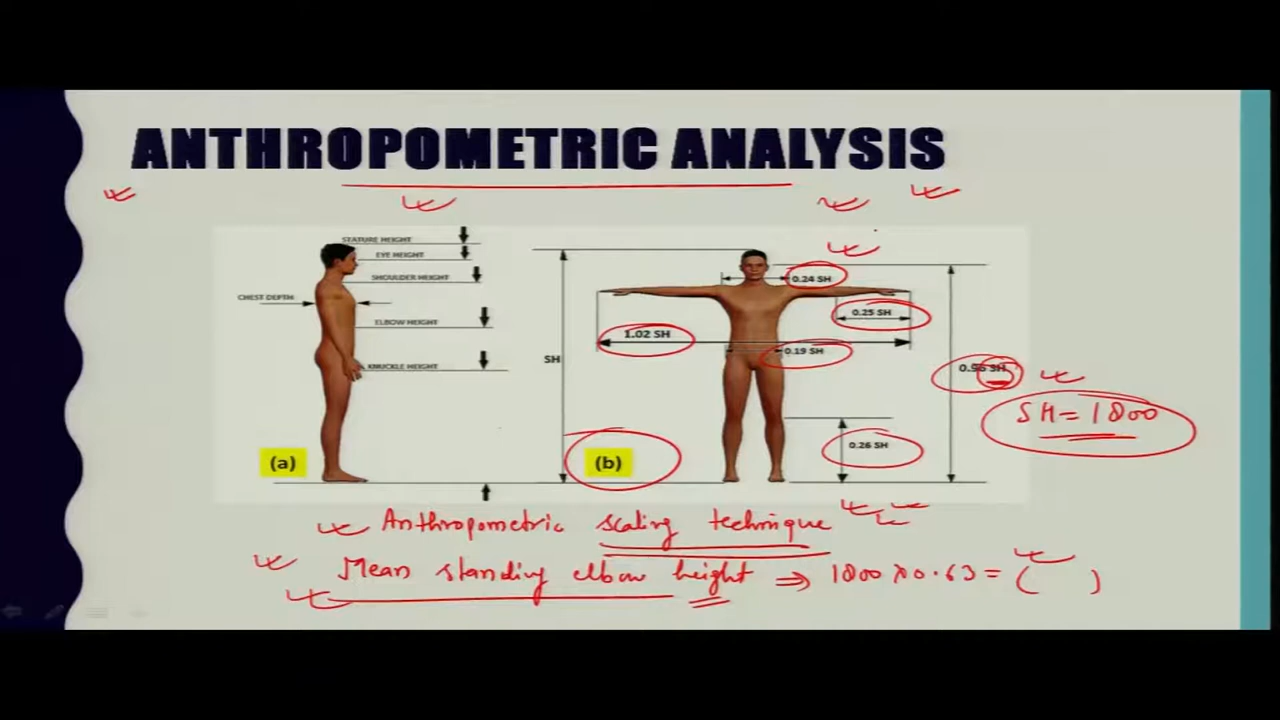 ANTHROPOMETRIC ANALYSIS
STATURE HEIGHT
EYE HEIGHT
SHOULDER HEIGHT
CHEST DEPTH
ELBOW HEIGHT
KNUCKLE HEIGHT
(a)
0.24 SH
0.25 SH
1.02 SH
0.19 SH
SH
SH
SH = 1800
0.26 SH
(b)
Anthropometric scaling technique
Mean standing elbow height ⇒ 1800 x 0.63 = ( )